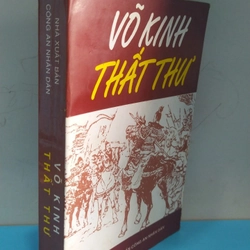 VÕ KINH
THẤT THƯ
NHÀ XUẤT BẢN
CÔNG AN NHÂN DÂN
VÕ KINH
THẤT THƯ